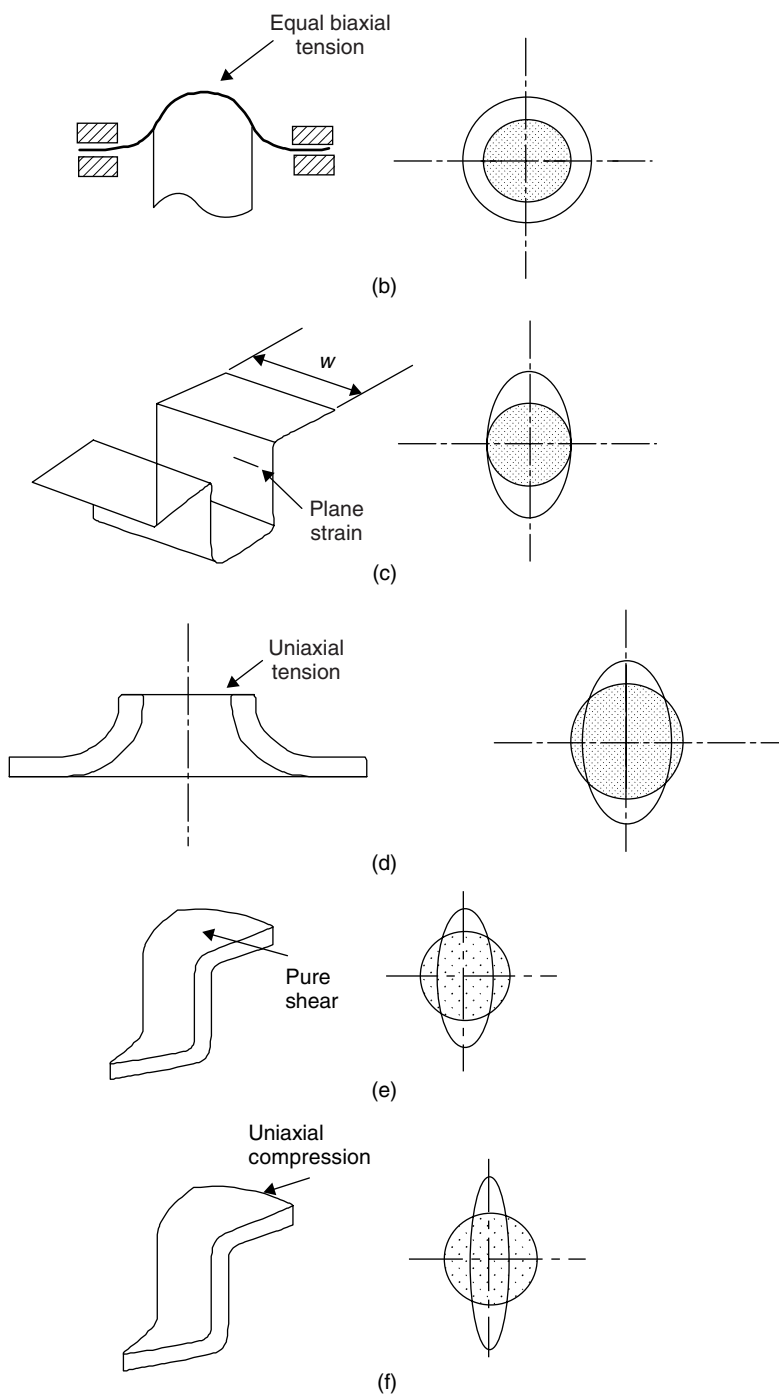 Equal biaxial
tension
(b)
w
Plane
strain
(c)
Uniaxial
tension
(d)
Pure
shear
(e)
Uniaxial
compression
(f)